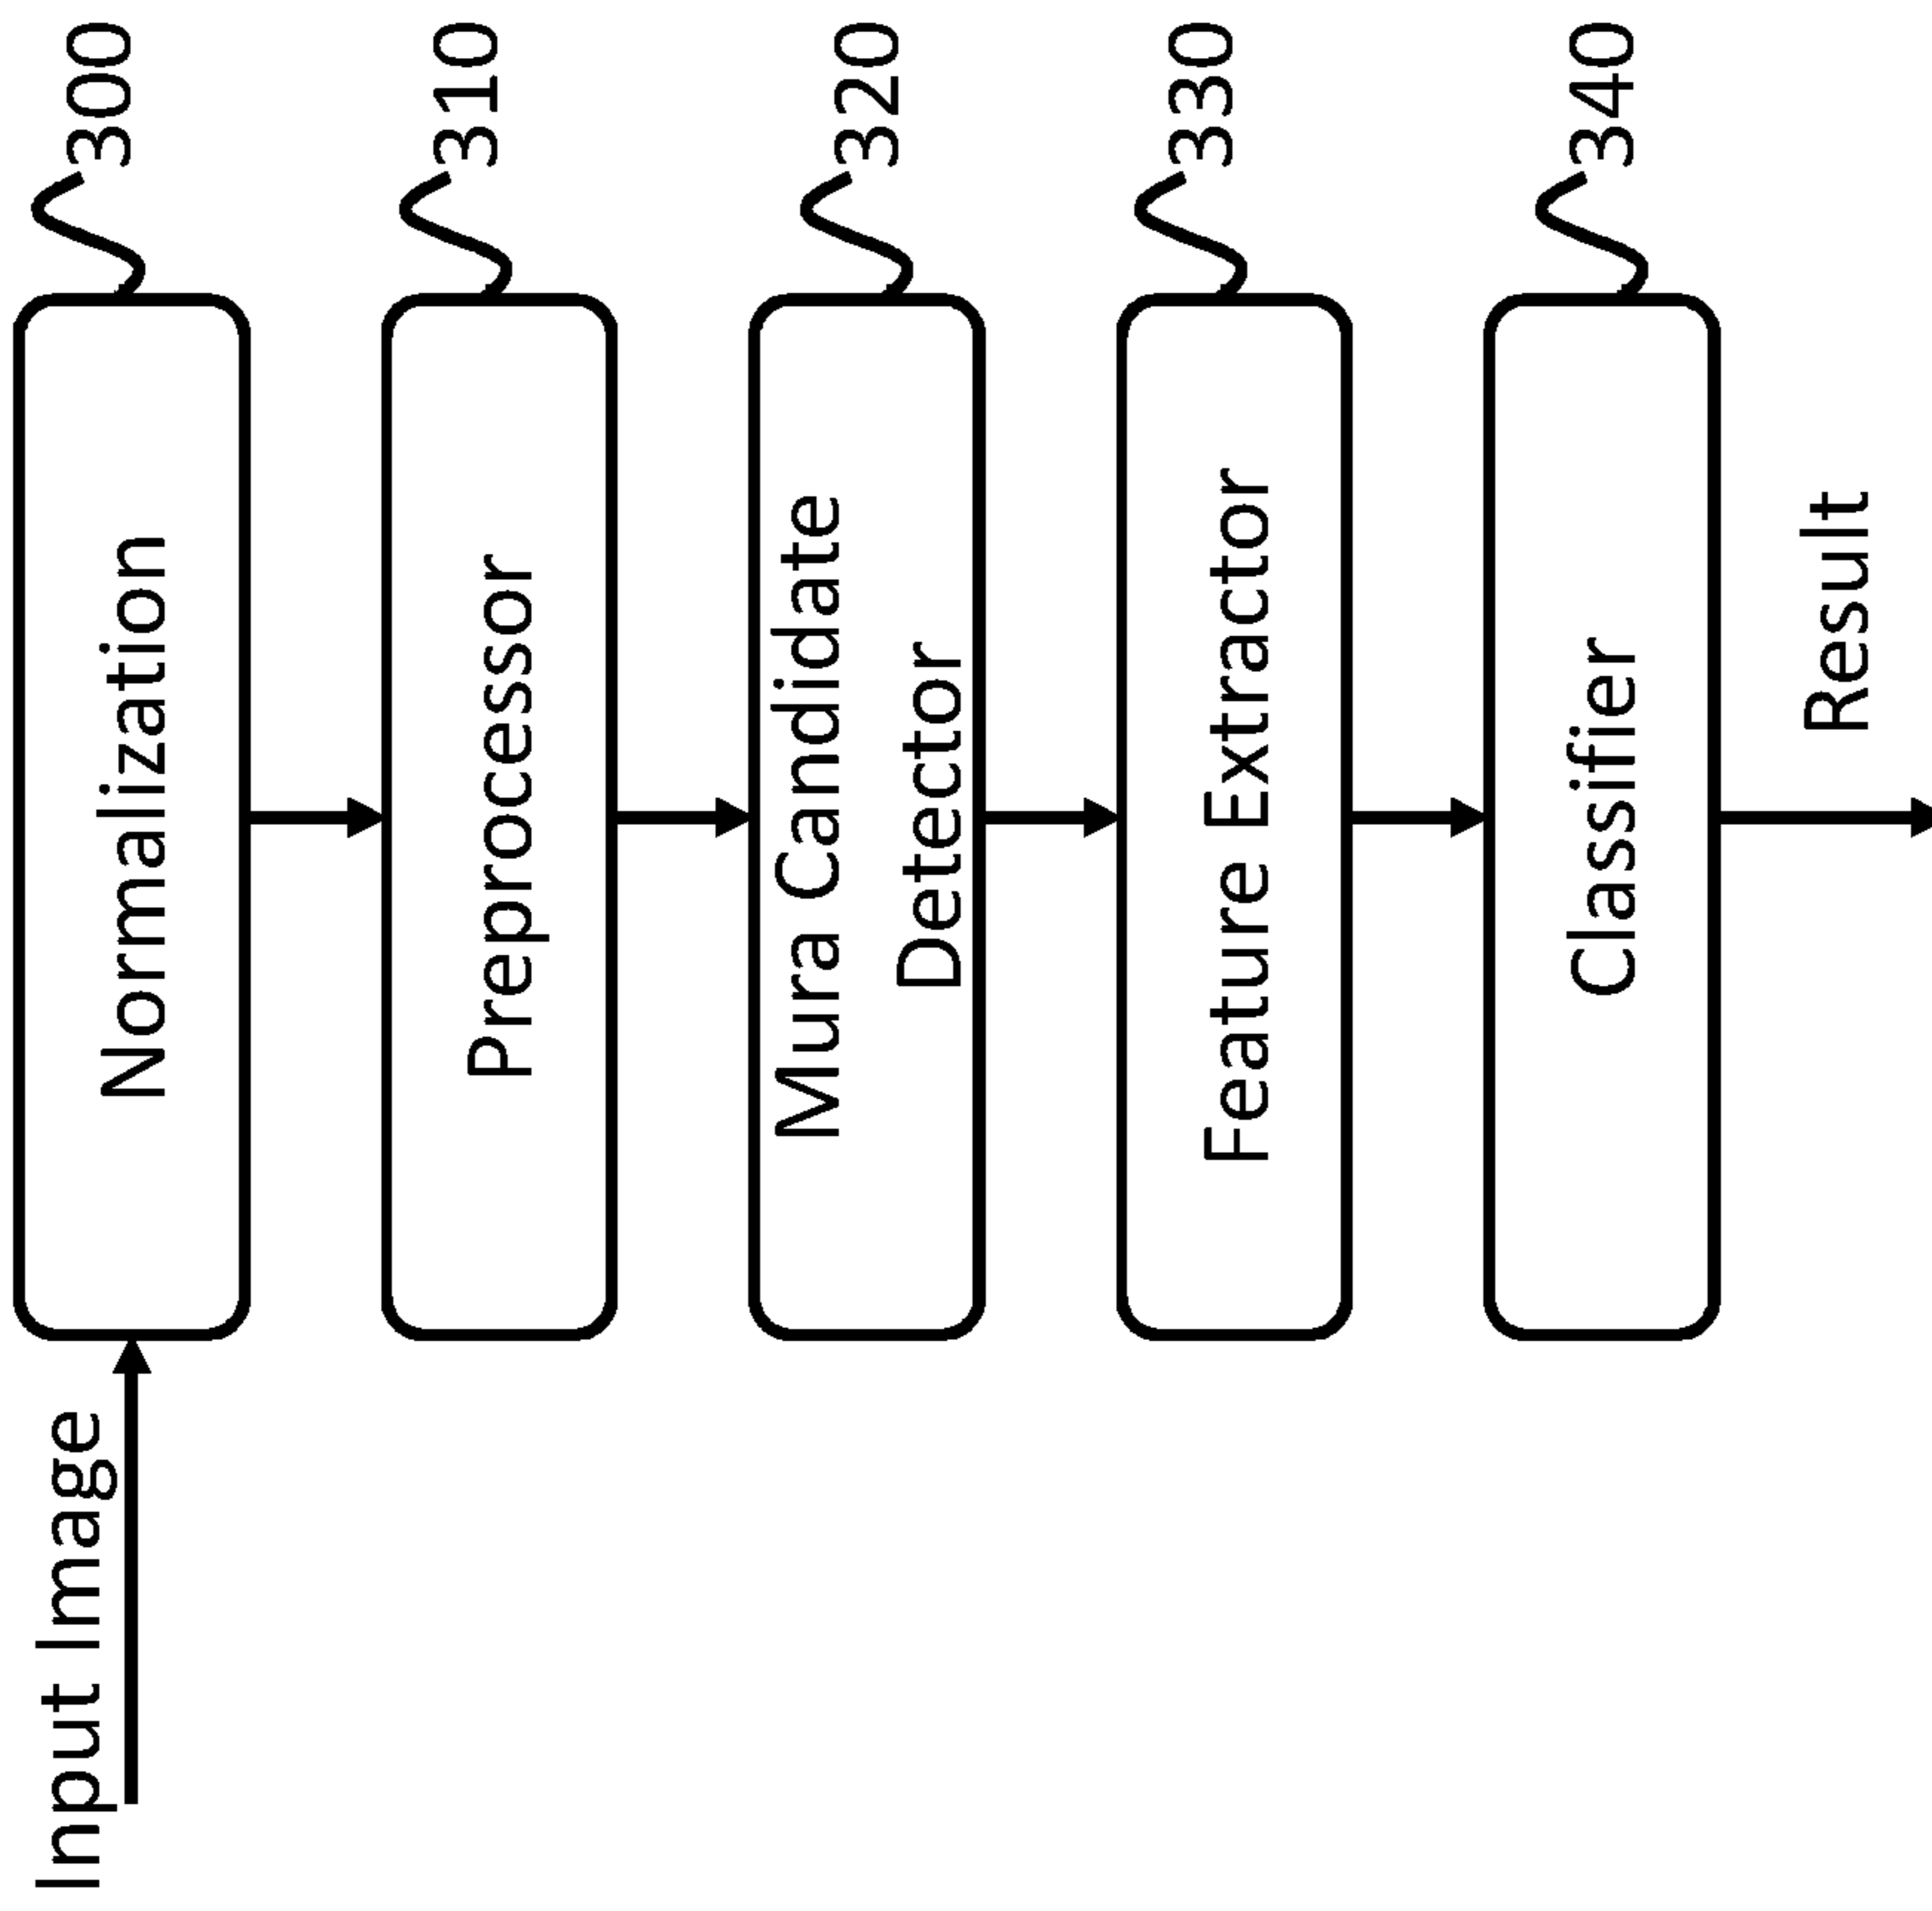 Input Image
Normalization
300
Preprocessor
310
Mura Candidate
Detector
320
Feature Extractor
330
Classifier
340
Result